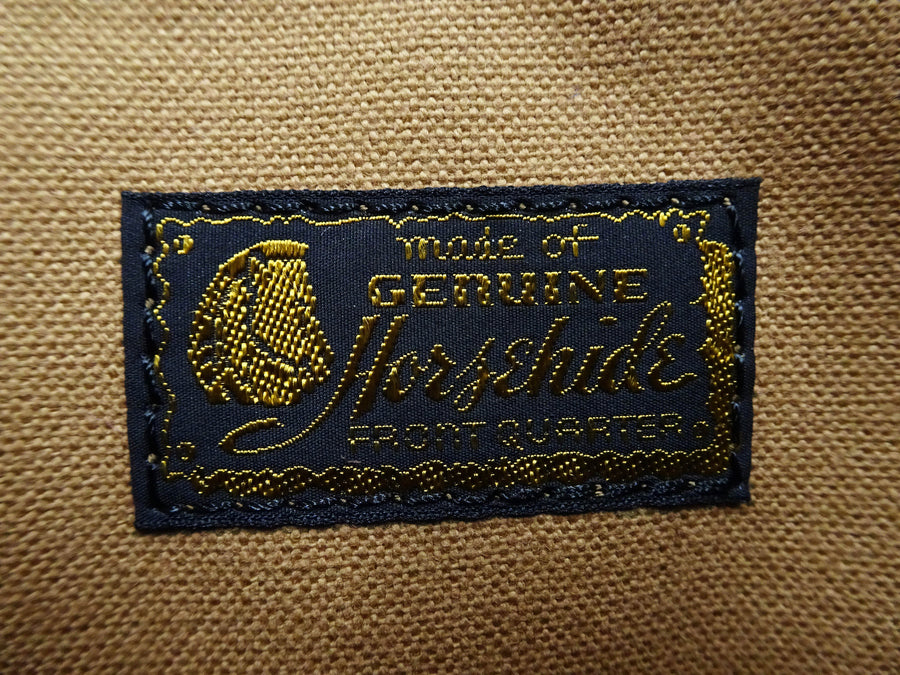 made of
GENUINE
Horsehide
FRONT QUARTER